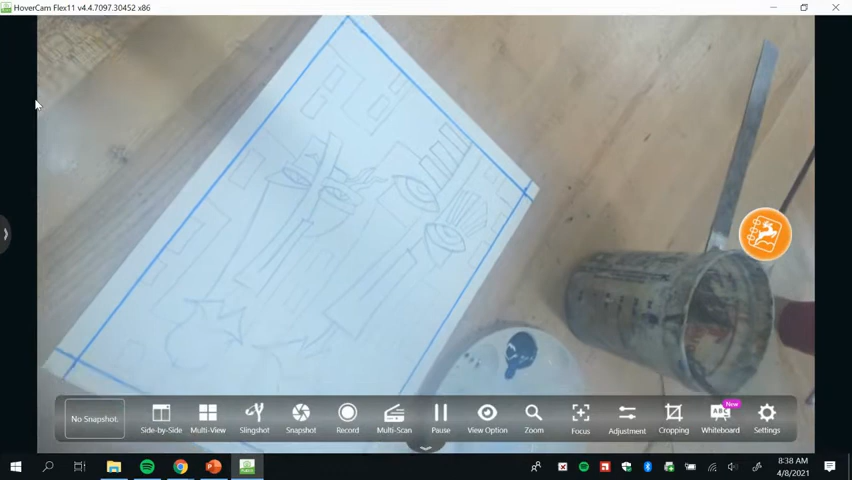 HoverCam Flex11 v4.4.7097.30452 x86
New
No Snapshot.
Side-by-Side
Multi-View
Slingshot
Snapshot
Record
Multi-Scan
Pause
View Option
Zoom
Focus
Adjustment
Cropping
ABC
Whiteboard
Settings
8:38 AM
4/8/2021